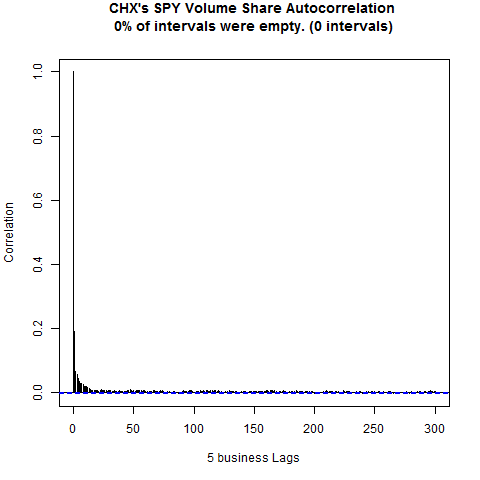 CHX's SPY Volume Share Autocorrelation
0% of intervals were empty. (0 intervals)
Correlation
1.0
0.8
0.6
0.4
0.2
0.0
0 50 100 150 200 250 300
5 business Lags